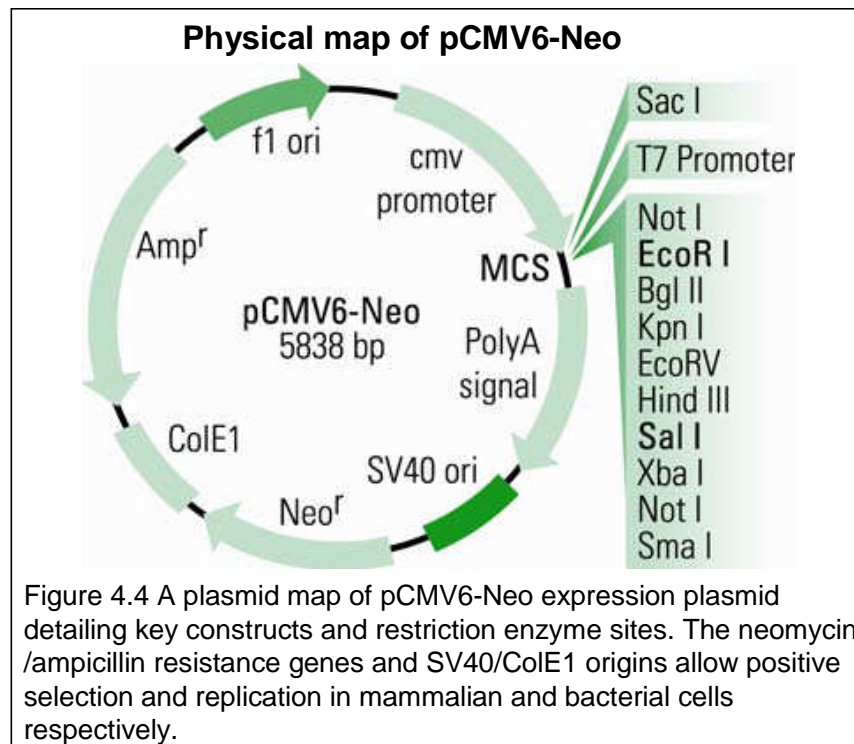 Physical map of pCMV6-Neo
f1 ori
cmv
promoter
MCS
PolyA
signal
SV40 ori
Neoʳ
ColE1
Ampʳ
pCMV6-Neo
5838 bp
Sac I
T7 Promoter
Not I
EcoR I
Bgl II
Kpn I
EcoRV
Hind III
Sal I
Xba I
Not I
Sma I
Figure 4.4 A plasmid map of pCMV6-Neo expression plasmid
detailing key constructs and restriction enzyme sites. The neomycin
/ampicillin resistance genes and SV40/ColE1 origins allow positive
selection and replication in mammalian and bacterial cells
respectively.